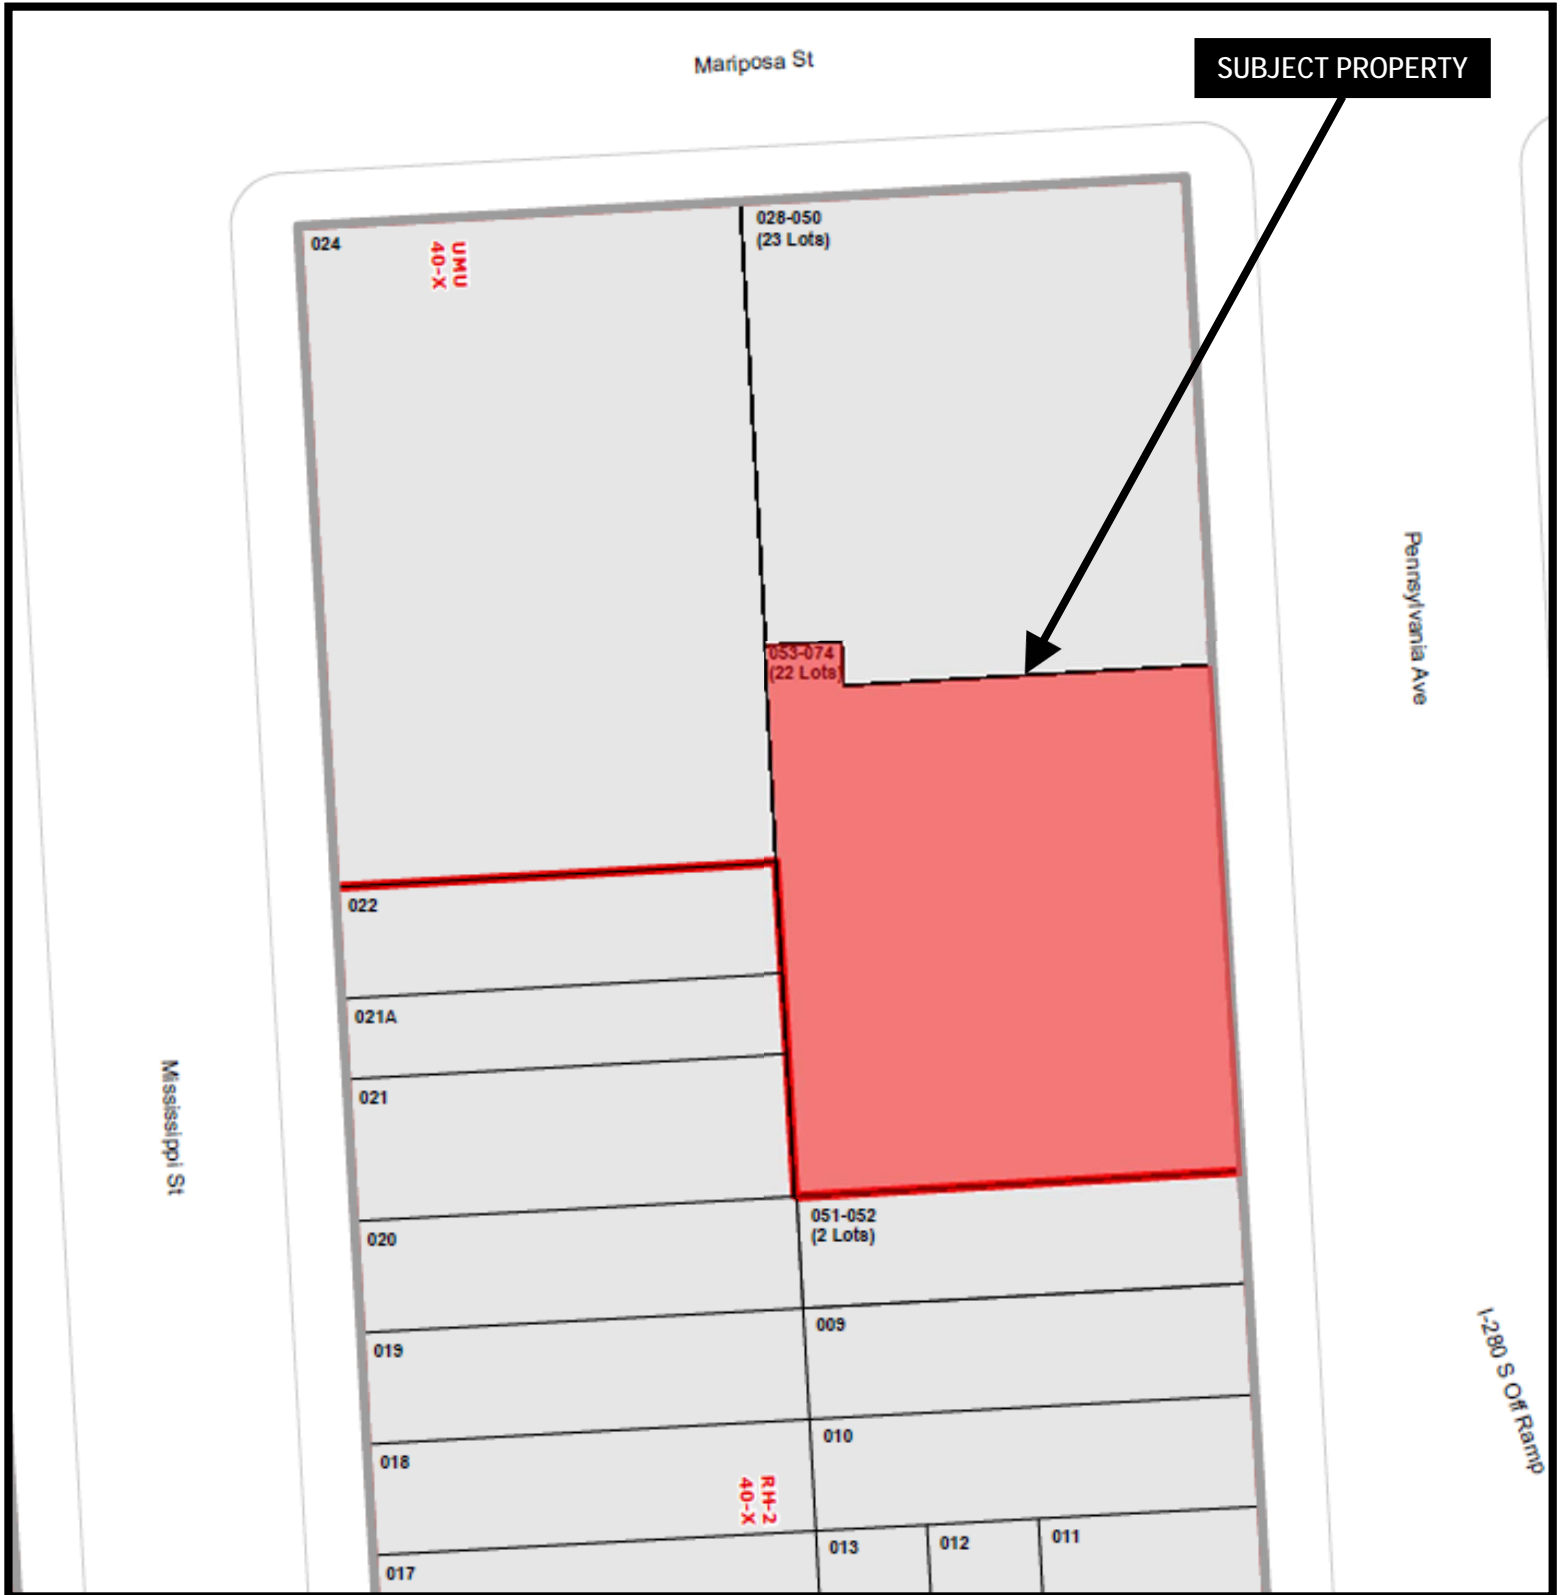 Mariposa St
SUBJECT PROPERTY
024
UMU
40-X
028-050
(23 Lots)
Pennsylvania Ave
053-074
(22 Lots)
022
021A
021
Mississippi St
020
051-052
(2 Lots)
019
009
018
010
RH-2
40-X
I-280 S Off Ramp
017
013
012
011